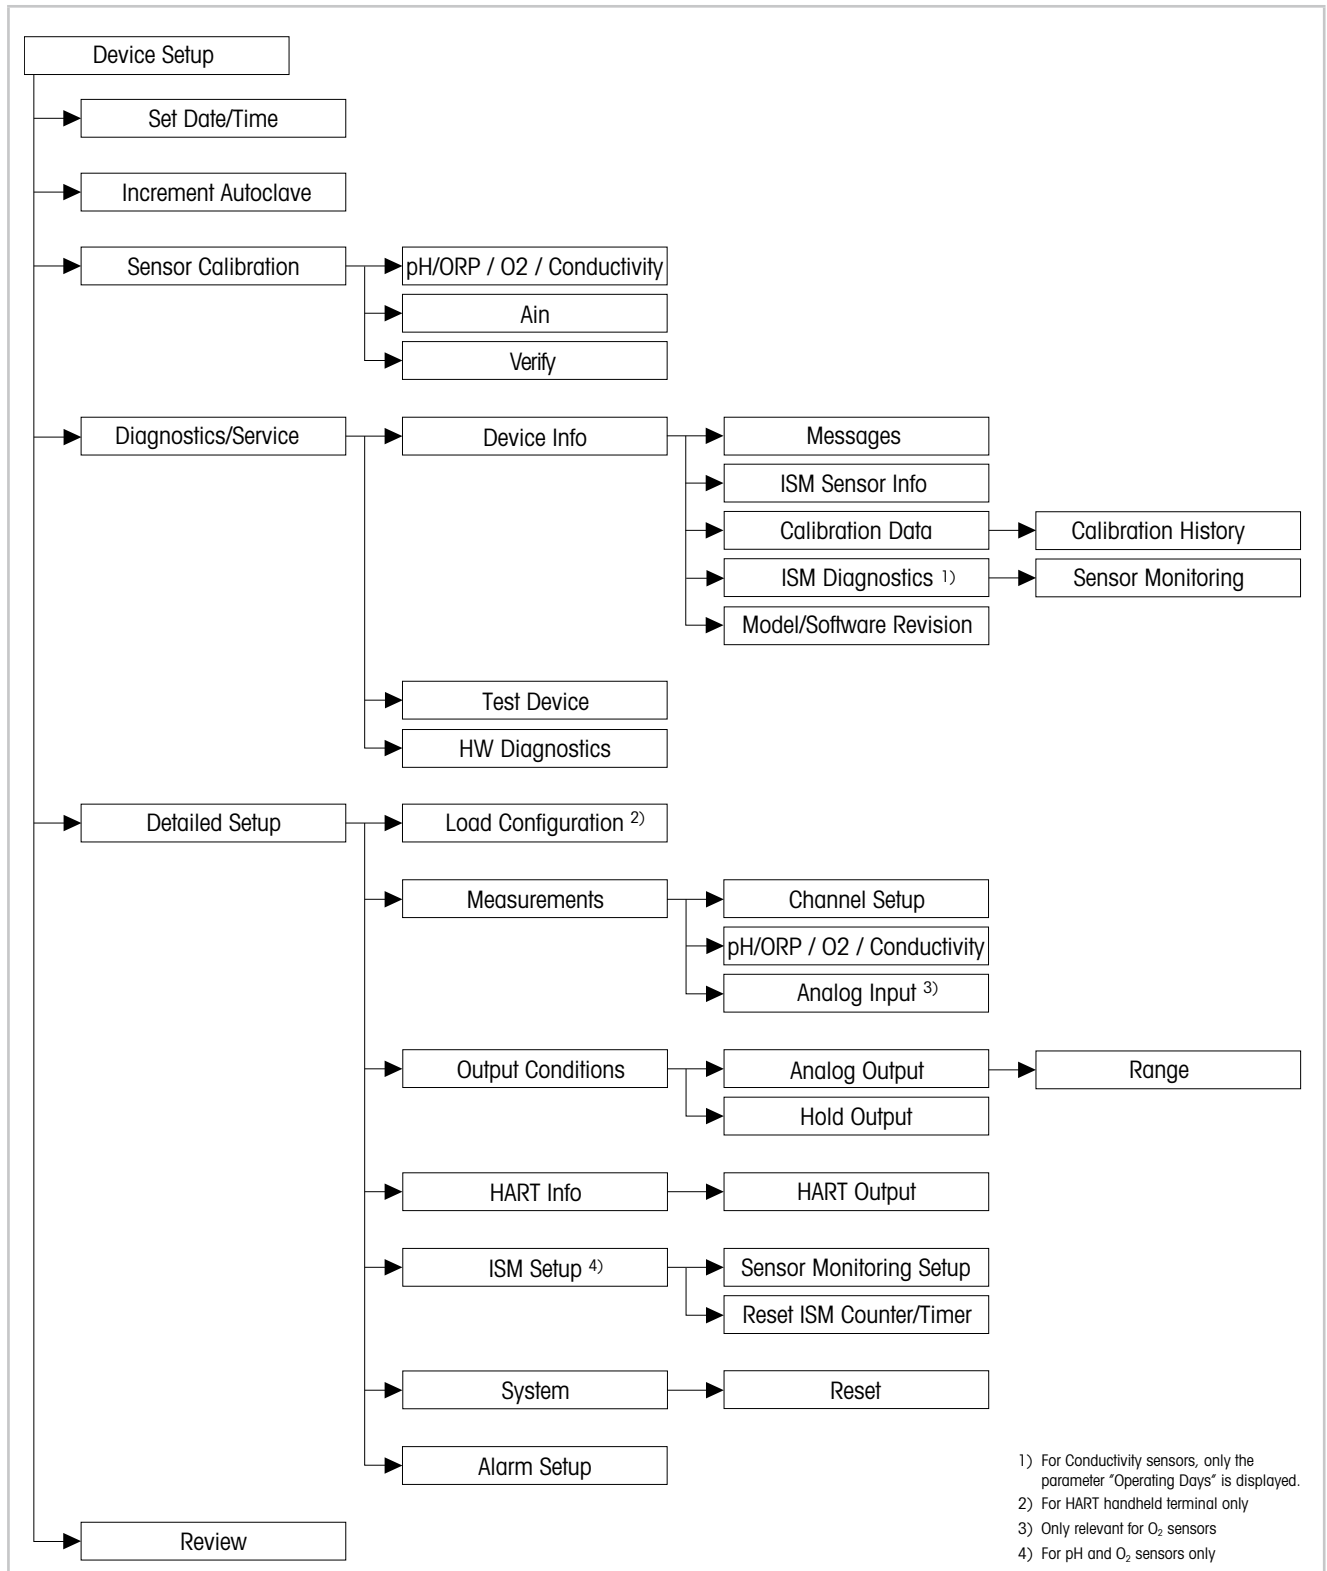 Device Setup
Set Date/Time
Increment Autoclave
Sensor Calibration
pH/ORP / O2 / Conductivity
Ain
Verify
Diagnostics/Service
Device Info
Messages
ISM Sensor Info
Calibration Data
Calibration History
ISM Diagnostics 1)
Sensor Monitoring
Model/Software Revision
Test Device
HW Diagnostics
Detailed Setup
Load Configuration 2)
Measurements
Channel Setup
pH/ORP / O2 / Conductivity
Analog Input 3)
Output Conditions
Analog Output
Range
Hold Output
HART Info
HART Output
ISM Setup 4)
Sensor Monitoring Setup
Reset ISM Counter/Timer
System
Reset
Alarm Setup
Review
1) For Conductivity sensors, only the
parameter "Operating Days" is displayed.
2) For HART handheld terminal only
3) Only relevant for O₂ sensors
4) For pH and O₂ sensors only